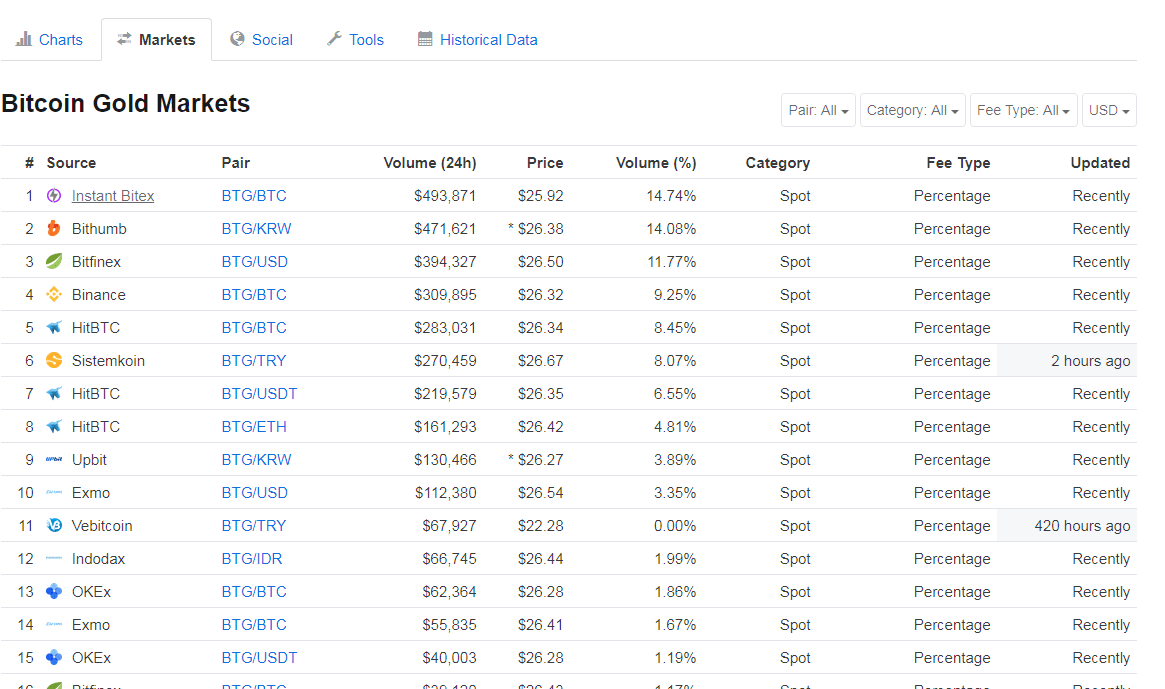 Charts Markets Social Tools Historical Data
Bitcoin Gold Markets
Pair: All Category: All Fee Type: All USD
# Source Pair Volume (24h) Price Volume (%) Category Fee Type Updated
1 Instant Bitex BTG/BTC $493,871 $25.92 14.74% Spot Percentage Recently
2 Bithumb BTG/KRW $471,621 * $26.38 14.08% Spot Percentage Recently
3 Bitfinex BTG/USD $394,327 $26.50 11.77% Spot Percentage Recently
4 Binance BTG/BTC $309,895 $26.32 9.25% Spot Percentage Recently
5 HitBTC BTG/BTC $283,031 $26.34 8.45% Spot Percentage Recently
6 Sistemkoin BTG/TRY $270,459 $26.67 8.07% Spot Percentage 2 hours ago
7 HitBTC BTG/USDT $219,579 $26.35 6.55% Spot Percentage Recently
8 HitBTC BTG/ETH $161,293 $26.42 4.81% Spot Percentage Recently
9 Upbit BTG/KRW $130,466 * $26.27 3.89% Spot Percentage Recently
10 Exmo BTG/USD $112,380 $26.54 3.35% Spot Percentage Recently
11 Vebitcoin BTG/TRY $67,927 $22.28 0.00% Spot Percentage 420 hours ago
12 Indodax BTG/IDR $66,745 $26.44 1.99% Spot Percentage Recently
13 OKEx BTG/BTC $62,364 $26.28 1.86% Spot Percentage Recently
14 Exmo BTG/BTC $55,835 $26.41 1.67% Spot Percentage Recently
15 OKEx BTG/USDT $40,003 $26.28 1.19% Spot Percentage Recently